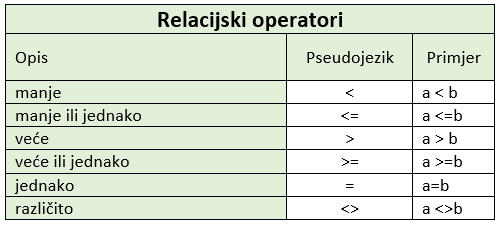 Relacijski operatori
Opis Pseudojezik Primjer
manje < a < b
manje ili jednako <= a <=b
veće > a > b
veće ili jednako >= a >=b
jednako = a=b
različito <> a <>b